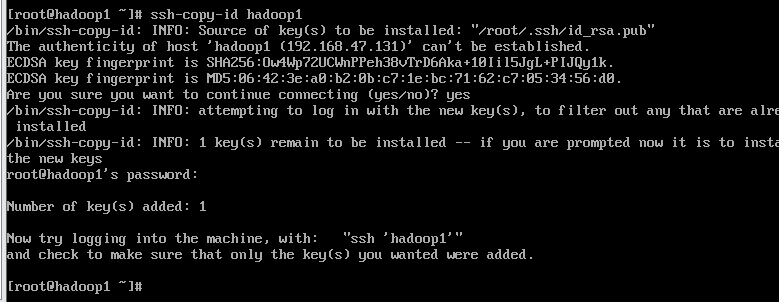 [root@hadoop1 ~]# ssh-copy-id hadoop1
/bin/ssh-copy-id: INFO: Source of key(s) to be installed: "/root/.ssh/id_rsa.pub"
The authenticity of host 'hadoop1 (192.168.47.131)' can't be established.
ECDSA key fingerprint is SHA256:Ow4Wp72UCWnPPeh38vTrD6Aka+10Iil5JgL+PIJQy1k.
ECDSA key fingerprint is MD5:06:42:3e:a0:b2:0b:c7:1e:bc:71:62:c7:05:34:56:d0.
Are you sure you want to continue connecting (yes/no)? yes
/bin/ssh-copy-id: INFO: attempting to log in with the new key(s), to filter out any that are alre
installed
/bin/ssh-copy-id: INFO: 1 key(s) remain to be installed -- if you are prompted now it is to insta
the new keys
root@hadoop1's password:
Number of key(s) added: 1
Now try logging into the machine, with:   "ssh 'hadoop1'"
and check to make sure that only the key(s) you wanted were added.
[root@hadoop1 ~]#